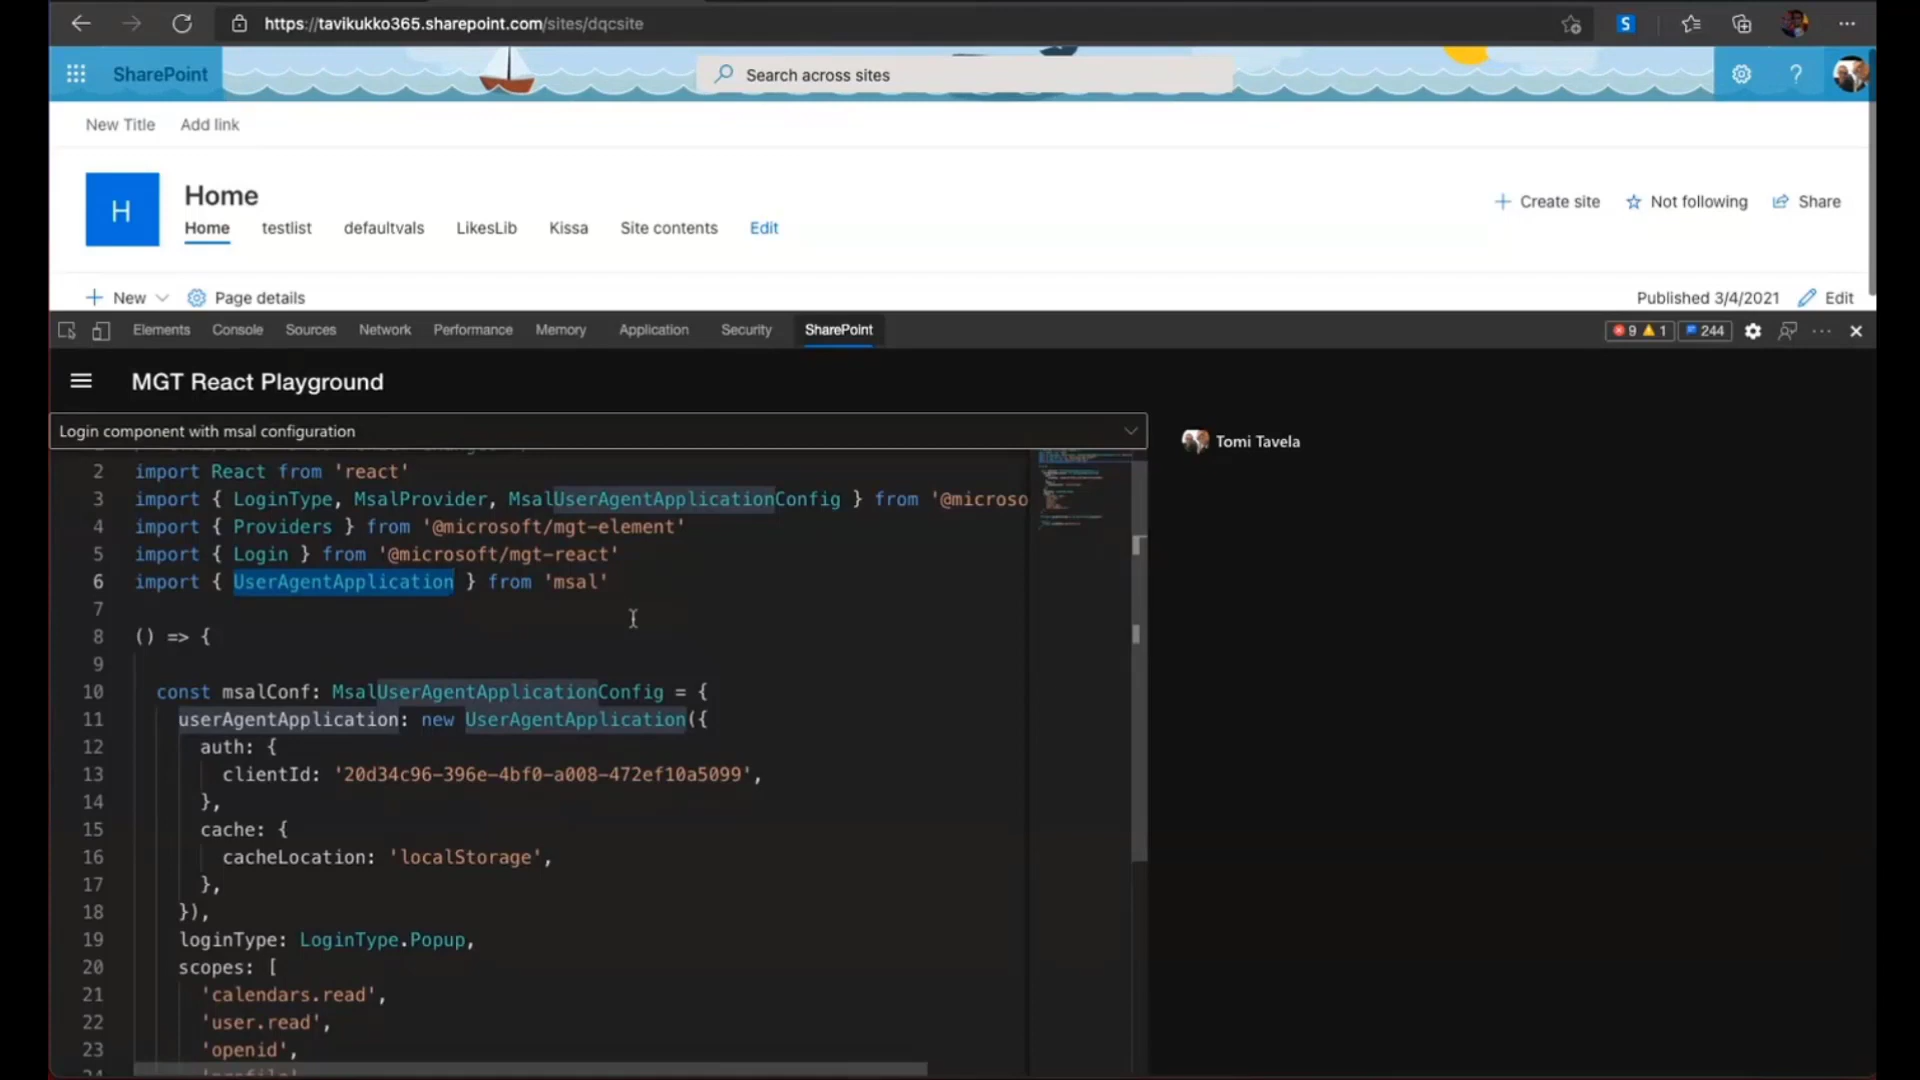 https://tavikukko365.sharepoint.com/sites/dqcsite
S
SharePoint
Search across sites
?
New Title Add link
H
Home
Create site Not following Share
Home testlist defaultvals LikesLib Kissa Site contents Edit
New Page details
Published 3/4/2021 Edit
Elements Console Sources Network Performance Memory Application Security SharePoint
9 1 244
MGT React Playground
Login component with msal configuration
Tomi Tavela
2 import React from 'react'
3 import { LoginType, MsalProvider, MsalUserAgentApplicationConfig } from '@microso
4 import { Providers } from '@microsoft/mgt-element'
5 import { Login } from '@microsoft/mgt-react'
6 import { UserAgentApplication } from 'msal'
7
8 () => {
9
10 const msalConf: MsalUserAgentApplicationConfig = {
11 userAgentApplication: new UserAgentApplication({
12 auth: {
13 clientId: '20d34c96-396e-4bf0-a008-472ef10a5099',
14 },
15 cache: {
16 cacheLocation: 'localStorage',
17 },
18 }),
19 loginType: LoginType.Popup,
20 scopes: [
21 'calendars.read',
22 'user.read',
23 'openid',